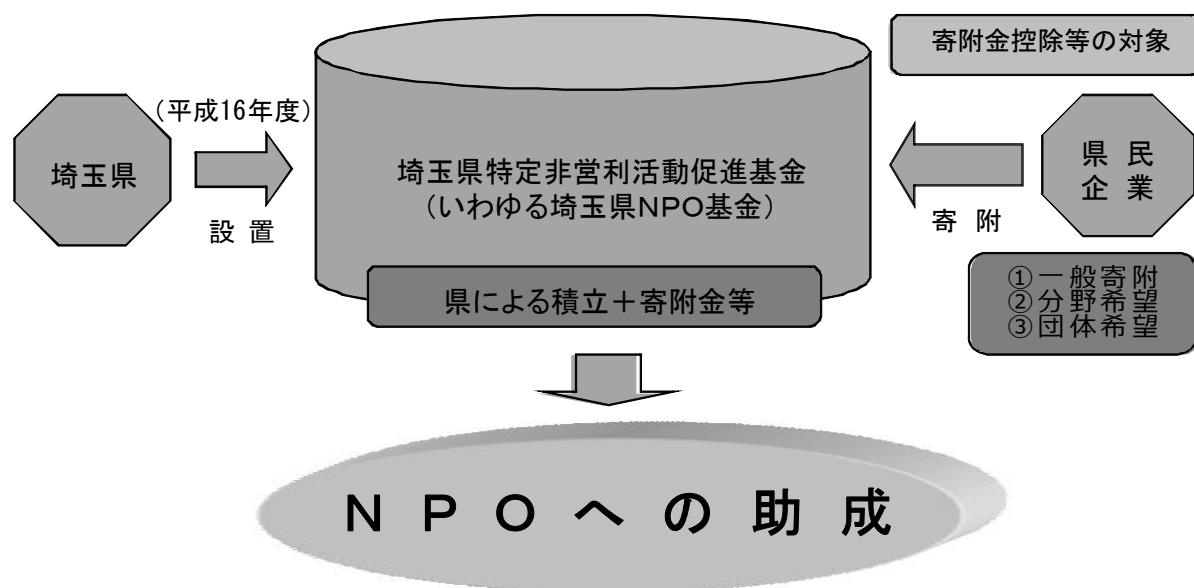 寄附金控除等の対象
（平成16年度）
埼玉県
設 置
埼玉県特定非営利活動促進基金
（いわゆる埼玉県NPO基金）
県による積立＋寄附金等
県 民
企 業
寄 附
①一般寄附
②分野希望
③団体希望
NPOへの助成